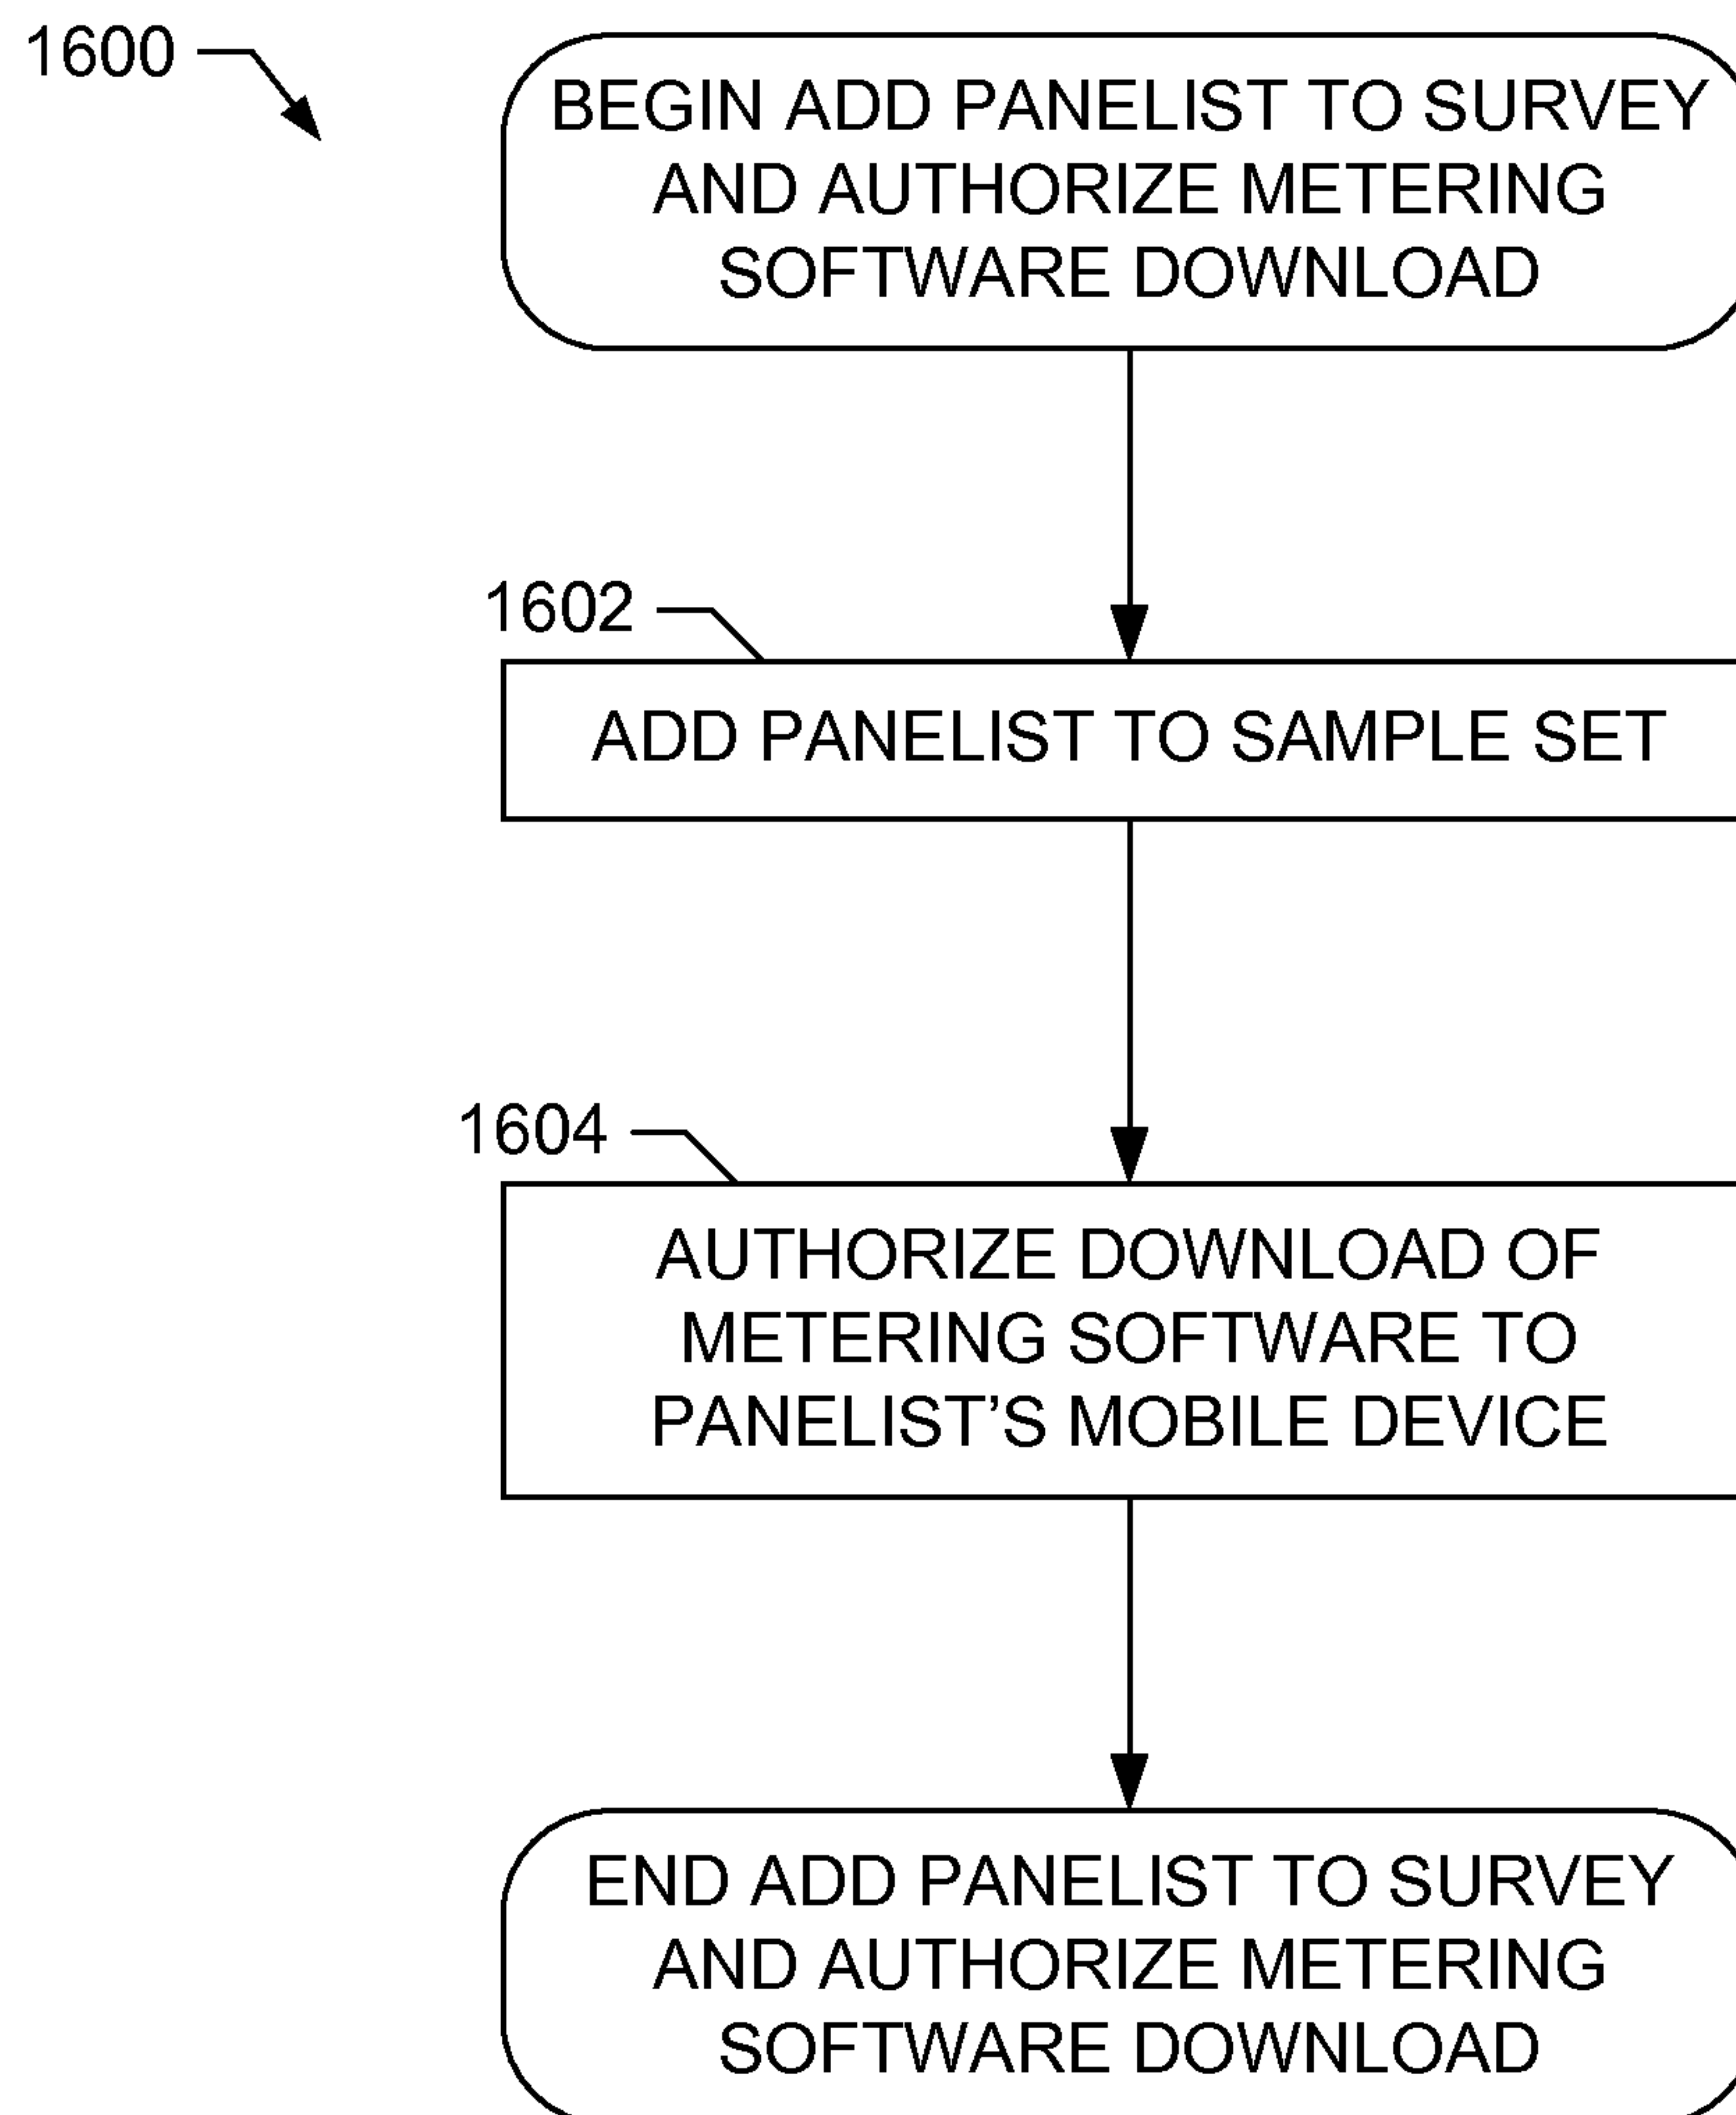 1600
BEGIN ADD PANELIST TO SURVEY
AND AUTHORIZE METERING
SOFTWARE DOWNLOAD
1602
ADD PANELIST TO SAMPLE SET
1604
AUTHORIZE DOWNLOAD OF
METERING SOFTWARE TO
PANELIST’S MOBILE DEVICE
END ADD PANELIST TO SURVEY
AND AUTHORIZE METERING
SOFTWARE DOWNLOAD